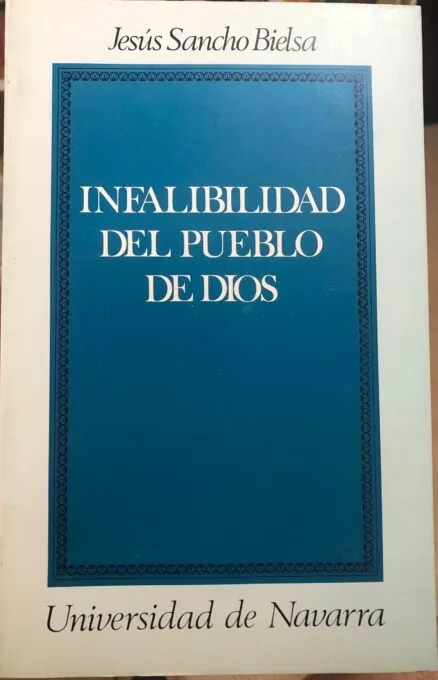 Jesús Sancho Bielsa
INFALIBILIDAD
DEL PUEBLO
DE DIOS
Universidad de Navarra